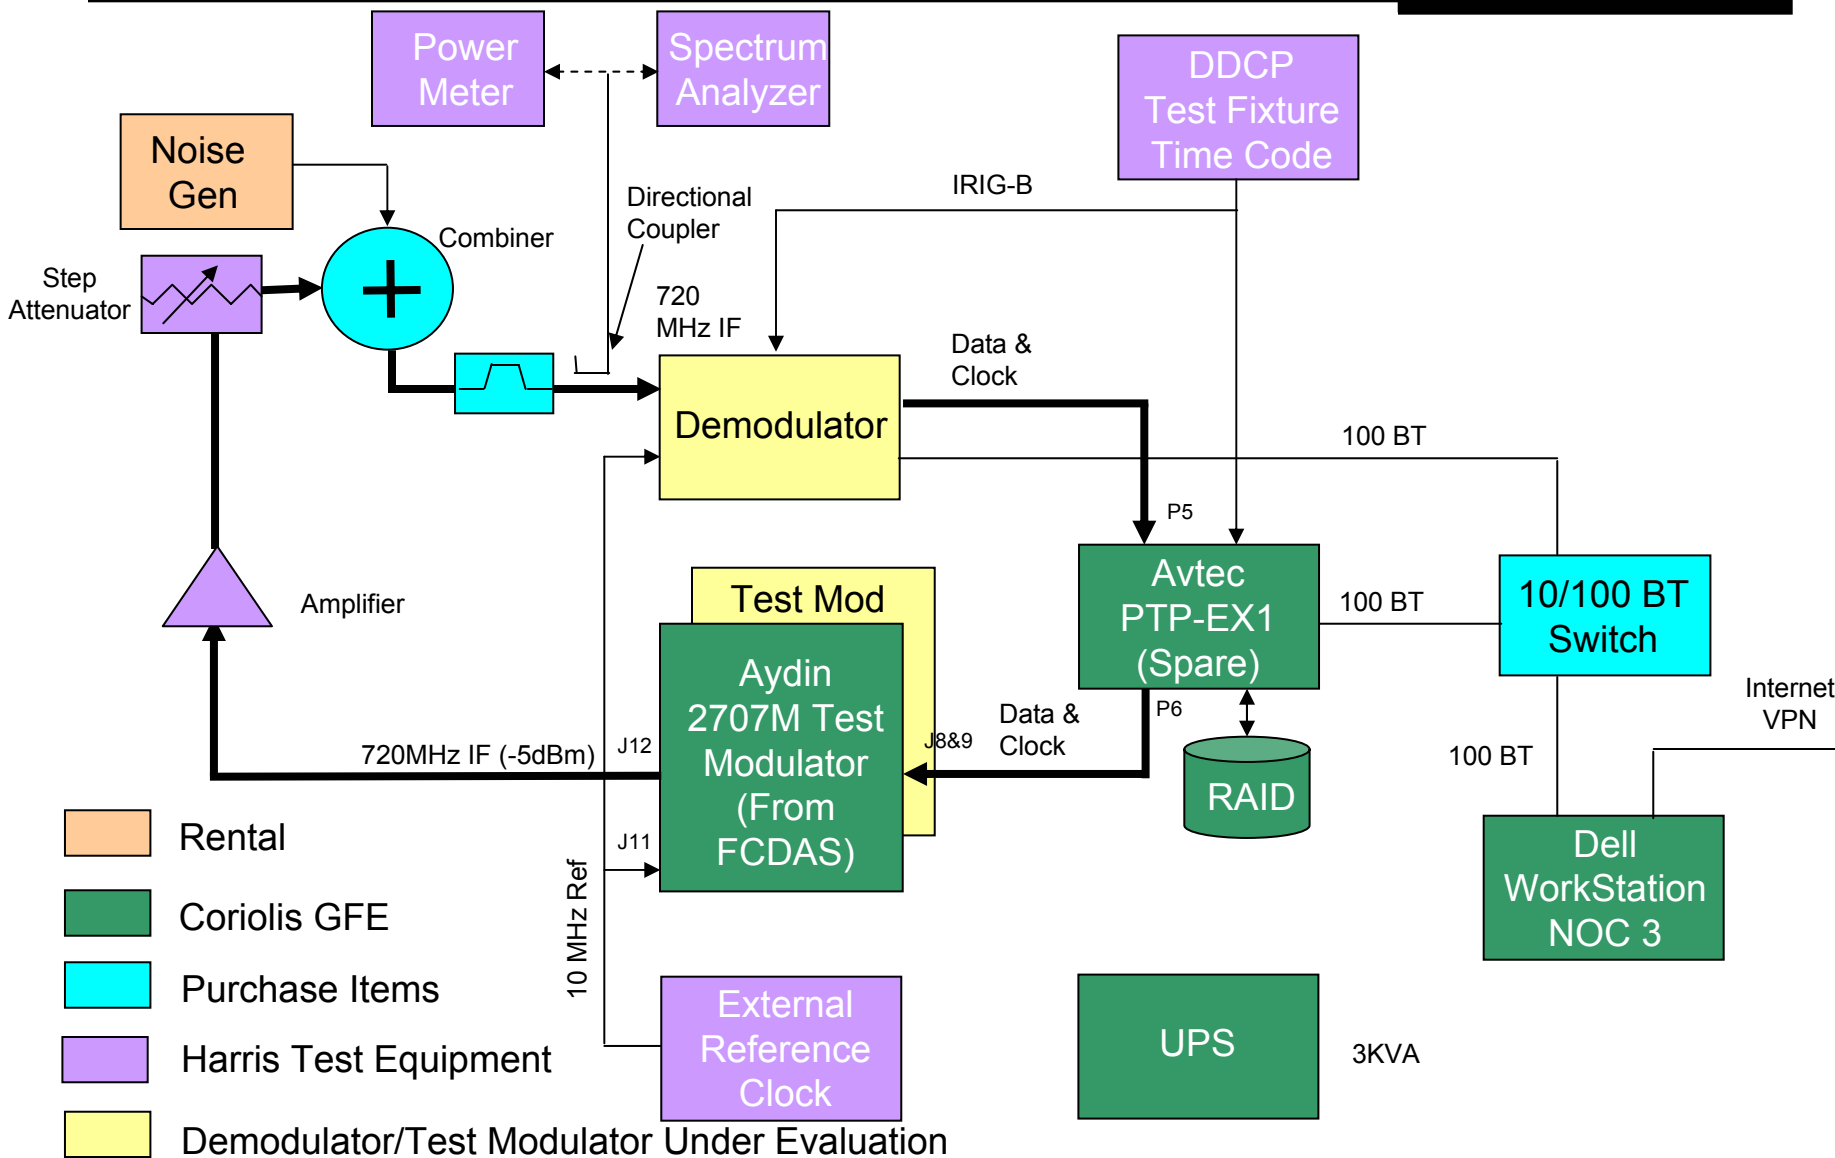 Power
Meter
Spectrum
Analyzer
DDCP
Test Fixture
Time Code
Noise
Gen
IRIG-B
Directional
Coupler
Combiner
Step
Attenuator
720
MHz IF
Data &
Clock
Demodulator
100 BT
P5
Avtec
PTP-EX1
(Spare)
100 BT
10/100 BT
Switch
Amplifier
Test Mod
Aydin
2707M Test
Modulator
(From
FCDAS)
P6
Data &
Clock
J8&9
J12
720MHz IF (-5dBm)
J11
RAID
Internet
VPN
100 BT
Dell
WorkStation
NOC 3
10 MHz Ref
External
Reference
Clock
UPS
3KVA
Rental
Coriolis GFE
Purchase Items
Harris Test Equipment
Demodulator/Test Modulator Under Evaluation